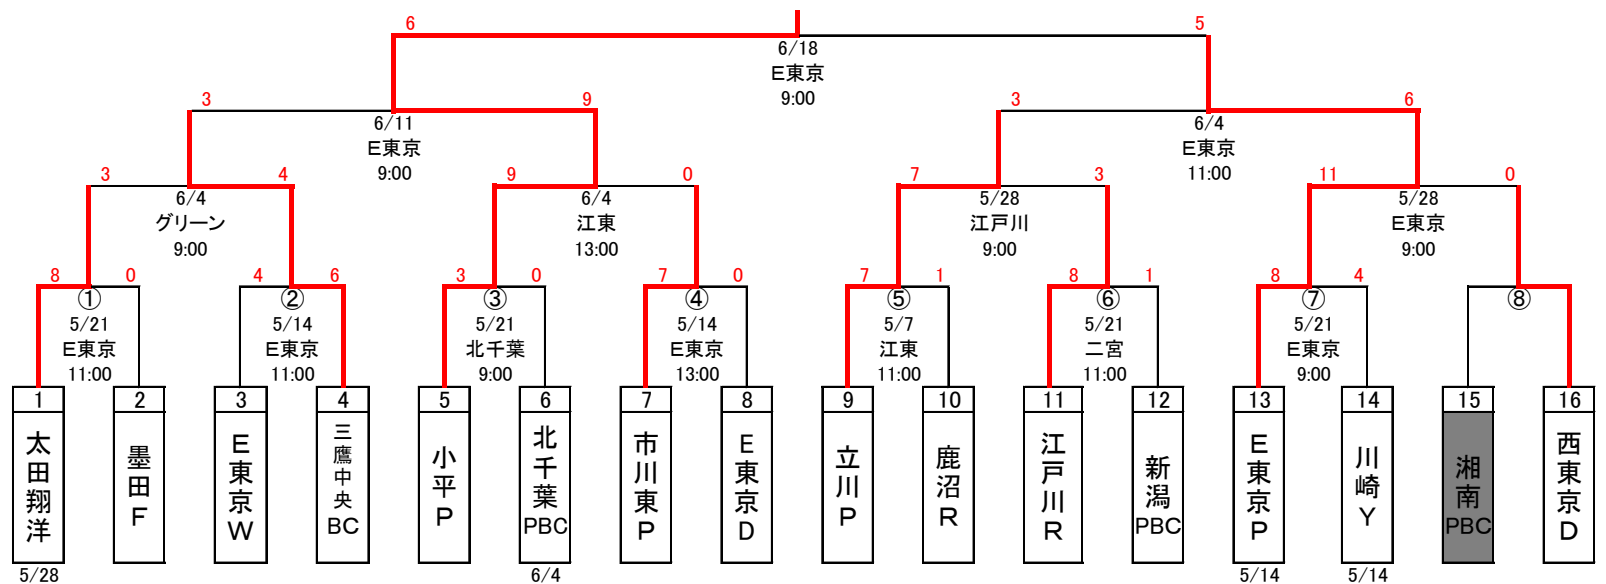 6 5
6/18
E東京
9:00
3 9 3 6
6/11 6/4
E東京 E東京
9:00 11:00
3 4 9 0 7 3 11 0
6/4 6/4 5/28 5/28
グリーン 江東 江戸川 E東京
9:00 13:00 9:00 9:00
8 0 4 6 3 0 7 0 7 1 8 1 8 4
① ② ③ ④ ⑤ ⑥ ⑦ ⑧
5/21 5/14 5/21 5/14 5/7 5/21 5/21
E東京 E東京 北千葉 E東京 江東 二宮 E東京
11:00 11:00 9:00 13:00 11:00 11:00 9:00
1 2 3 4 5 6 7 8 9 10 11 12 13 14 15 16
太田翔洋
墨田F
E東京W
三鷹中央BC
小平P
北千葉PBC
市川東P
E東京D
立川P
鹿沼R
江戸川R
新潟PBC
E東京P
川崎Y
湘南PBC
西東京D
5/28 6/4 5/14 5/14